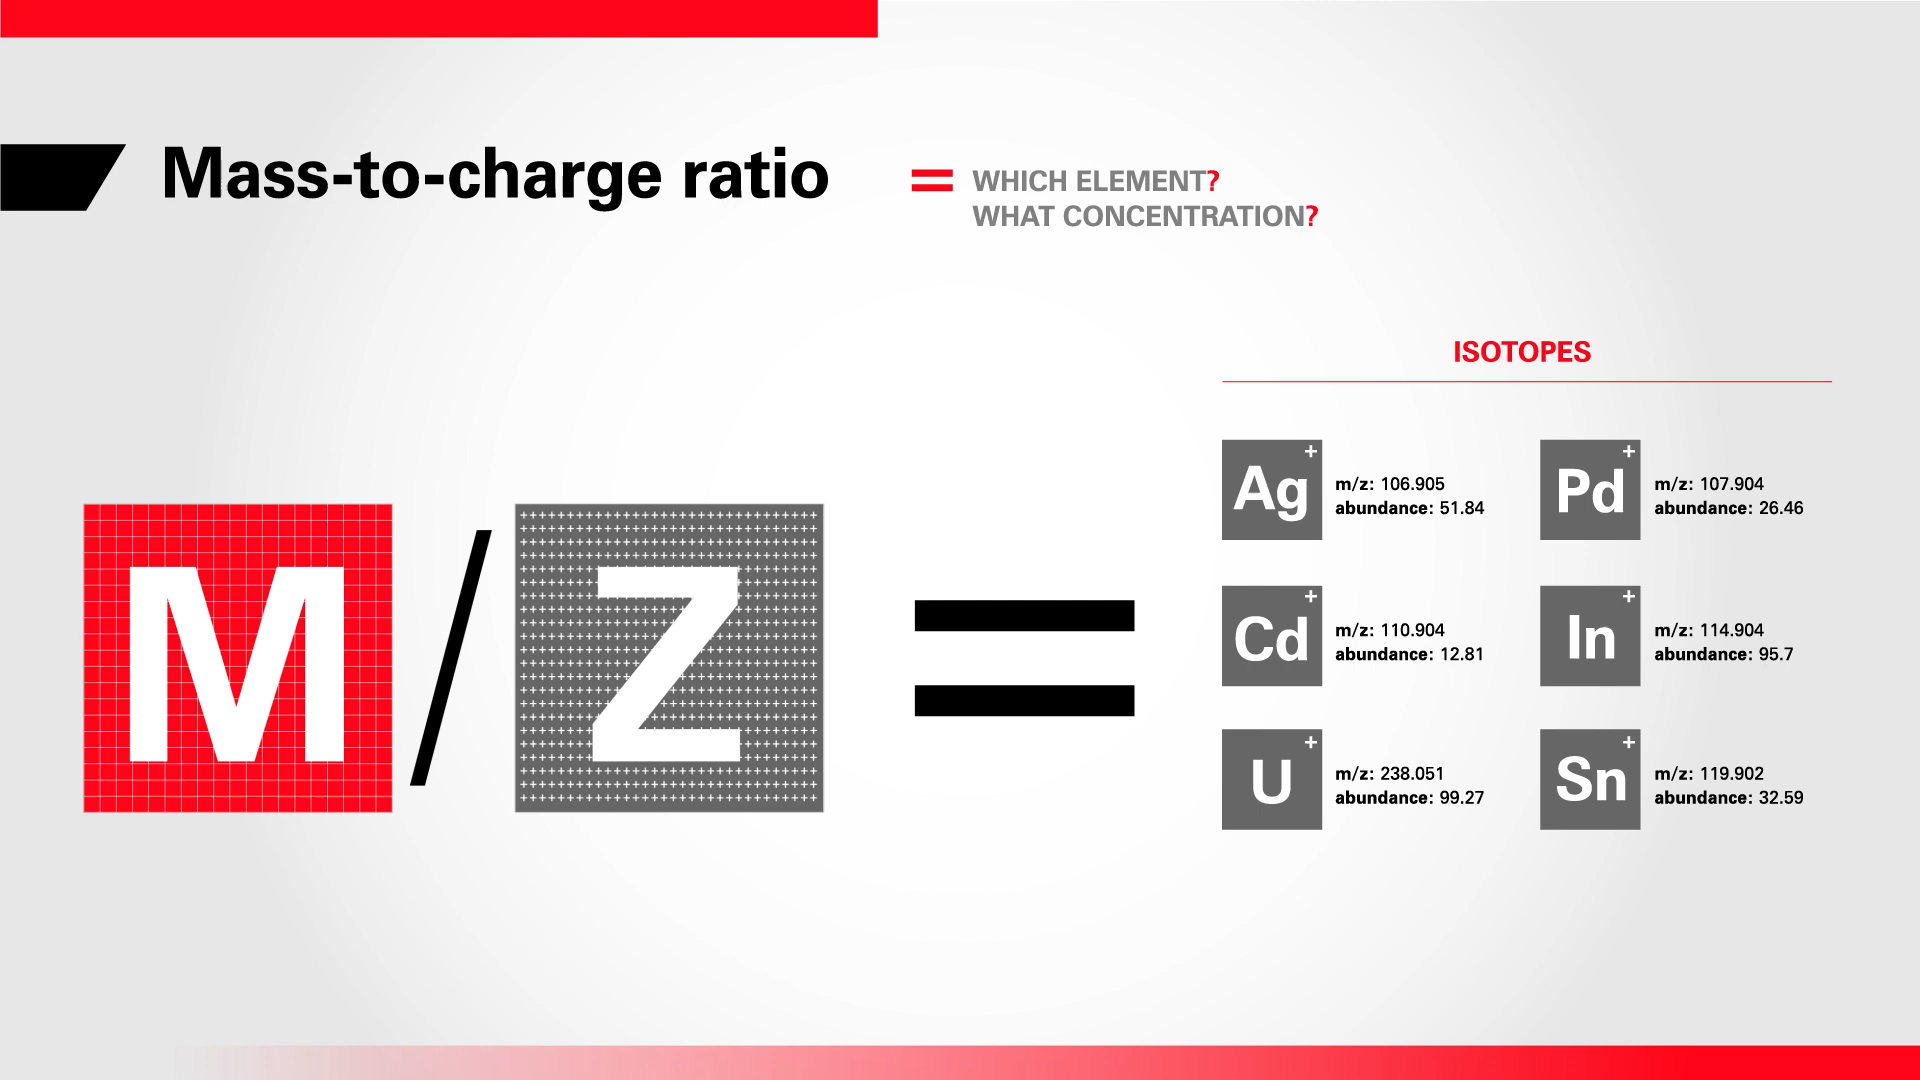 Mass-to-charge ratio
= WHICH ELEMENT?
WHAT CONCENTRATION?
ISOTOPES
M / Z =
Ag+
m/z: 106.905
abundance: 51.84
Pd+
m/z: 107.904
abundance: 26.46
Cd+
m/z: 110.904
abundance: 12.81
In+
m/z: 114.904
abundance: 95.7
U+
m/z: 238.051
abundance: 99.27
Sn+
m/z: 119.902
abundance: 32.59